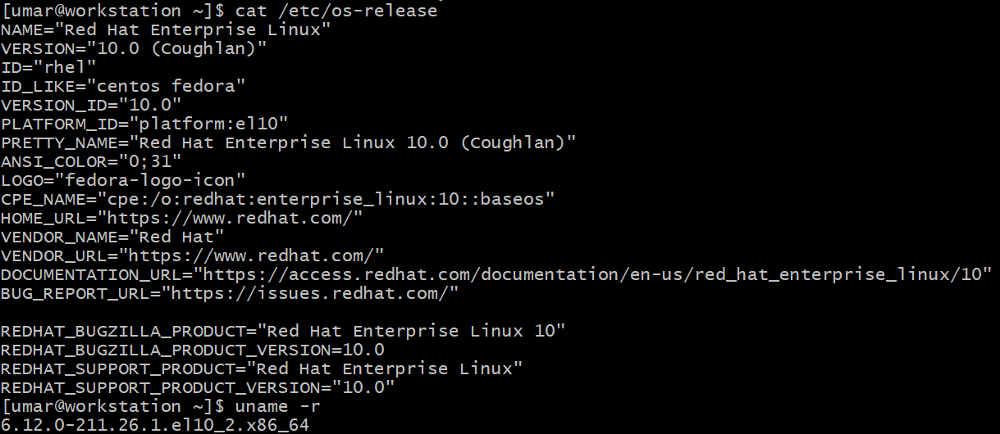 [umar@workstation ~]$ cat /etc/os-release
NAME="Red Hat Enterprise Linux"
VERSION="10.0 (Coughlan)"
ID="rhel"
ID_LIKE="centos fedora"
VERSION_ID="10.0"
PLATFORM_ID="platform:el10"
PRETTY_NAME="Red Hat Enterprise Linux 10.0 (Coughlan)"
ANSI_COLOR="0;31"
LOGO="fedora-logo-icon"
CPE_NAME="cpe:/o:redhat:enterprise_linux:10::baseos"
HOME_URL="https://www.redhat.com/"
VENDOR_NAME="Red Hat"
VENDOR_URL="https://www.redhat.com/"
DOCUMENTATION_URL="https://access.redhat.com/documentation/en-us/red_hat_enterprise_linux/10"
BUG_REPORT_URL="https://issues.redhat.com/"

REDHAT_BUGZILLA_PRODUCT="Red Hat Enterprise Linux 10"
REDHAT_BUGZILLA_PRODUCT_VERSION=10.0
REDHAT_SUPPORT_PRODUCT="Red Hat Enterprise Linux"
REDHAT_SUPPORT_PRODUCT_VERSION="10.0"
[umar@workstation ~]$ uname -r
6.12.0-211.26.1.el10_2.x86_64